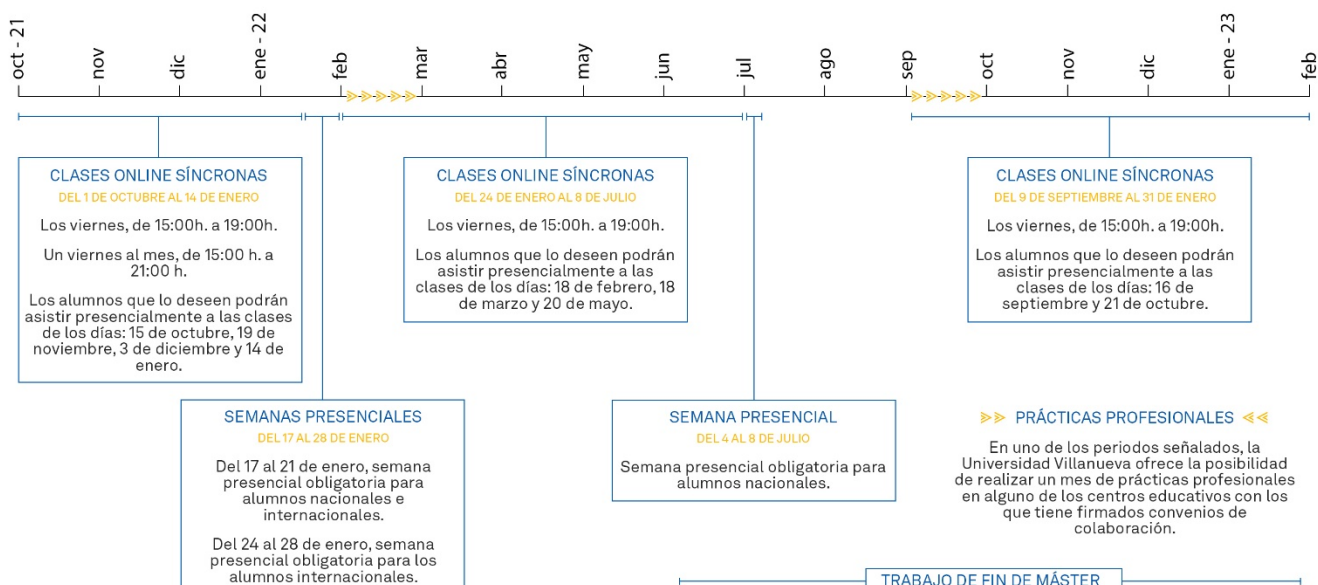 oct - 21
nov
dic
ene - 22
feb
mar
abr
may
jun
jul
ago
sep
oct
nov
dic
ene - 23
feb
CLASES ONLINE SÍNCRONAS
DEL 1 DE OCTUBRE AL 14 DE ENERO
Los viernes, de 15:00h. a 19:00h.
Un viernes al mes, de 15:00 h. a
21:00 h.
Los alumnos que lo deseen podrán
asistir presencialmente a las clases
de los días: 15 de octubre, 19 de
noviembre, 3 de diciembre y 14 de
enero.
CLASES ONLINE SÍNCRONAS
DEL 24 DE ENERO AL 8 DE JULIO
Los viernes, de 15:00h. a 19:00h.
Los alumnos que lo deseen podrán
asistir presencialmente a las
clases de los días: 18 de febrero, 18
de marzo y 20 de mayo.
CLASES ONLINE SÍNCRONAS
DEL 9 DE SEPTIEMBRE AL 31 DE ENERO
Los viernes, de 15:00h. a 19:00h.
Los alumnos que lo deseen podrán
asistir presencialmente a las
clases de los días: 16 de
septiembre y 21 de octubre.
SEMANAS PRESENCIALES
DEL 17 AL 28 DE ENERO
Del 17 al 21 de enero, semana
presencial obligatoria para
alumnos nacionales e
internacionales.
Del 24 al 28 de enero, semana
presencial obligatoria para los
alumnos internacionales.
SEMANA PRESENCIAL
DEL 4 AL 8 DE JULIO
Semana presencial obligatoria para
alumnos nacionales.
PRÁCTICAS PROFESIONALES
En uno de los periodos señalados, la
Universidad Villanueva ofrece la posibilidad
de realizar un mes de prácticas profesionales
en alguno de los centros educativos con los
que tiene firmados convenios de
colaboración.
TRABAJO DE FIN DE MÁSTER